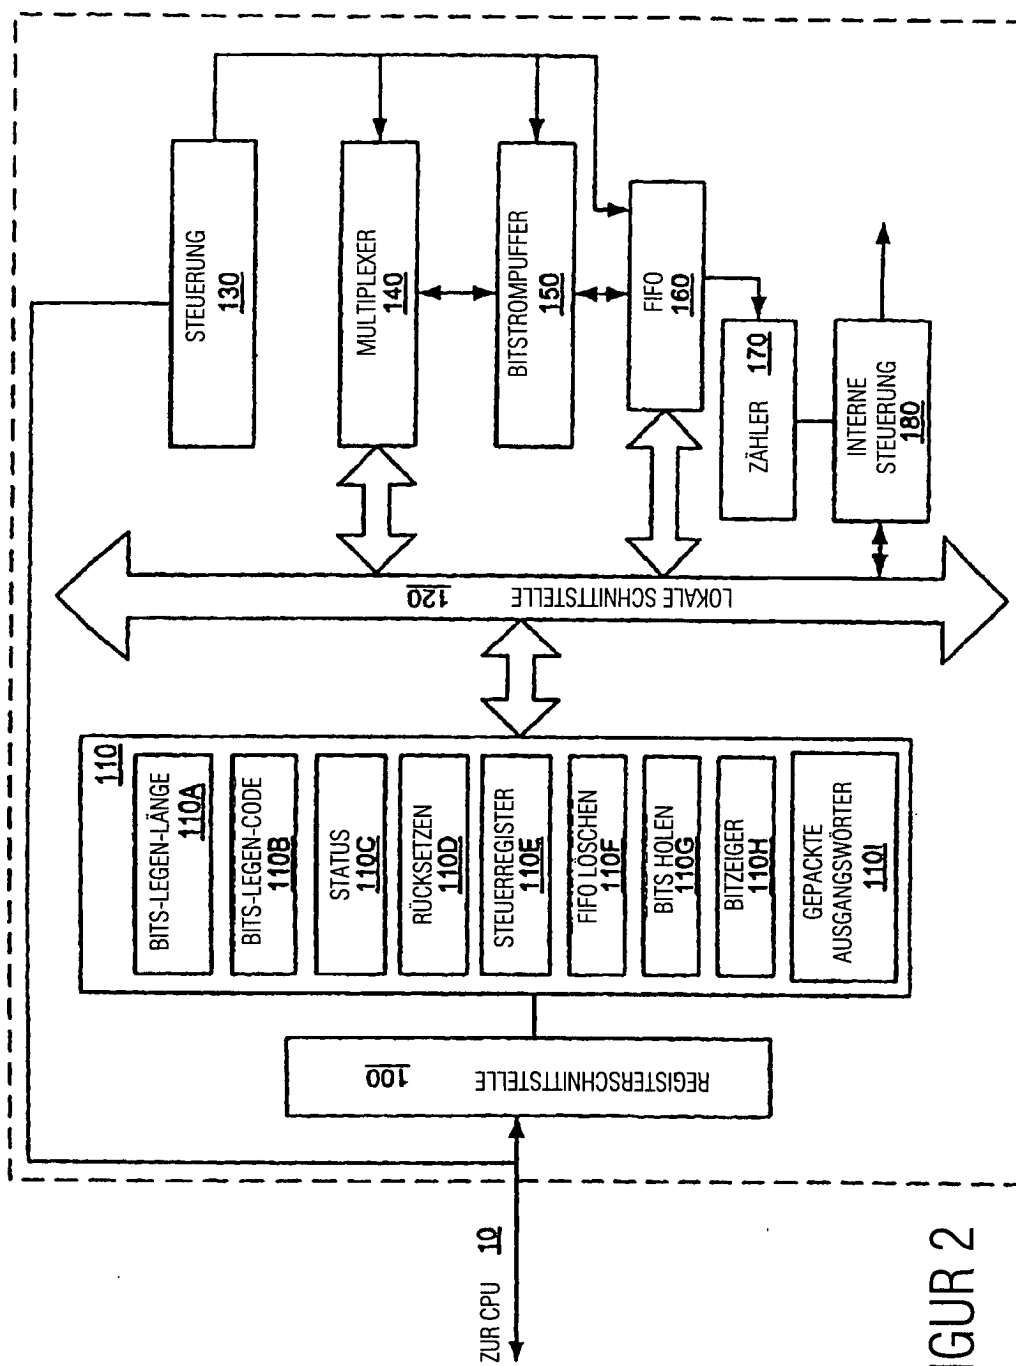 ZUR CPU 10
REGISTERSCHNITTSTELLE 100
110
BITS-LEGEN-LÄNGE
110A
BITS-LEGEN-CODE
110B
STATUS
110C
RÜCKSETZEN
110D
STEUERREGISTER
110E
FIFO LÖSCHEN
110F
BITS HOLEN
110G
BITZEIGER
110H
GEPACKTE
AUSGANGSWÖRTER
110I
LOKALE SCHNITTSTELLE 120
STEUERUNG
130
MULTIPLEXER
140
BITSTROMPUFFER
150
FIFO
160
ZÄHLER 170
INTERNE
STEUERUNG
180
IGUR 2